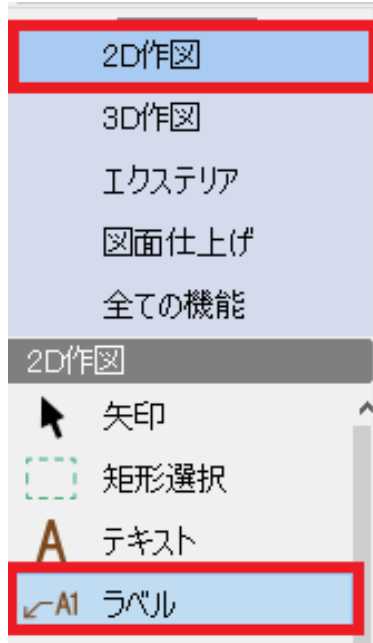 2D作図
3D作図
エクステリア
図面仕上げ
全ての機能
2D作図
矢印
矩形選択
A テキスト
A1 ラベル